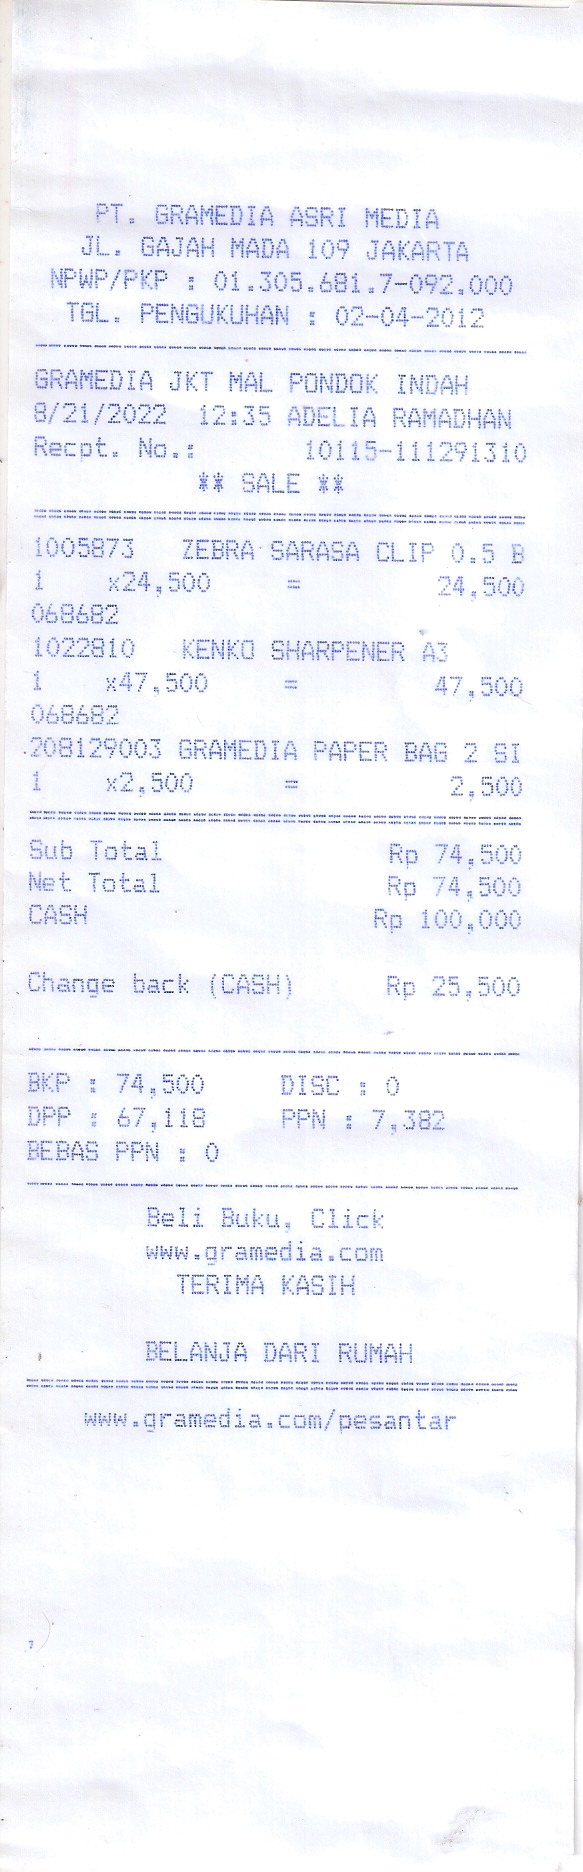 PT. GRAMEDIA ASRI MEDIA
JL. GAJAH MADA 109 JAKARTA
NPWP/PKP : 01.305.681.7-092.000
TGL. PENGUKUHAN : 02-04-2012
GRAMEDIA JKT MAL PONDOK INDAH
8/21/2022 12:35 ADELIA RAMADHAN
Recpt. No.: 10115-111291310
** SALE **
1005873 ZEBRA SARASA CLIP 0.5 B
1 x24,500 = 24,500
068682
1022810 KENKO SHARPENER A3
1 x47,500 = 47,500
068682
208129003 GRAMEDIA PAPER BAG 2 SI
1 x2,500 = 2,500
Sub Total Rp 74,500
Net Total Rp 74,500
CASH Rp 100,000
Change back (CASH) Rp 25,500
BKP : 74,500 DISC : 0
DPP : 67,118 PPN : 7,382
BEBAS PPN : 0
Beli Buku, Click
www.gramedia.com
TERIMA KASIH
BELANJA DARI RUMAH
www.gramedia.com/pesantar
7